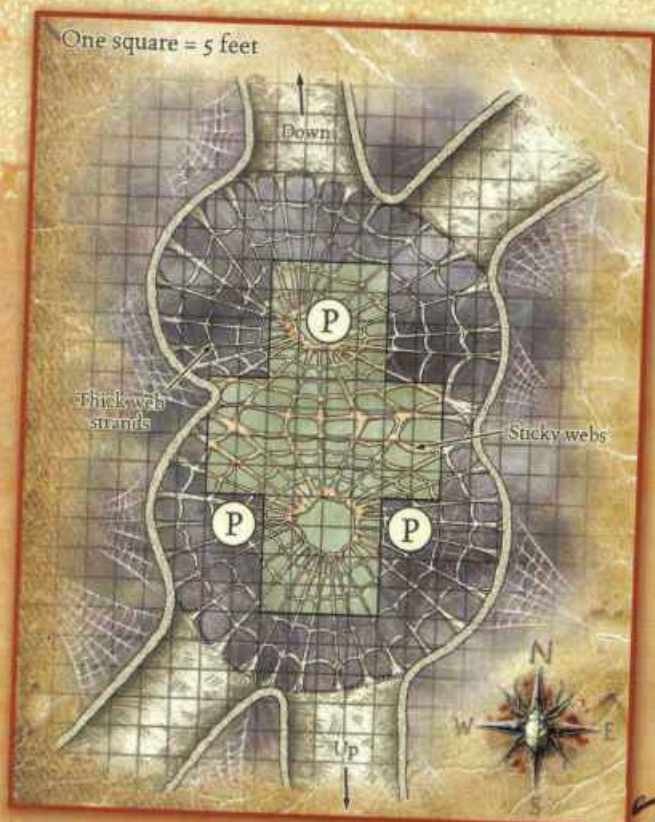 One square = 5 feet
Down
P
Thick web
strands
Sticky webs
P
P
N
W
E
S
Up